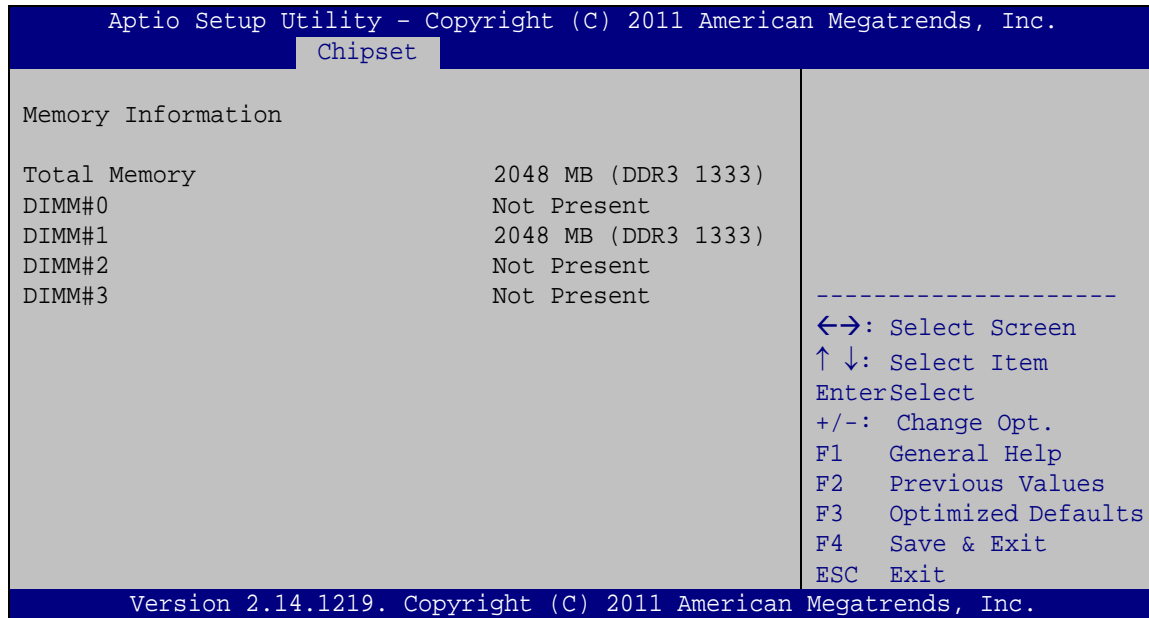 Aptio Setup Utility – Copyright (C) 2011 American Megatrends, Inc.
Chipset
Memory Information
Total Memory 2048 MB (DDR3 1333)
DIMM#0 Not Present
DIMM#1 2048 MB (DDR3 1333)
DIMM#2 Not Present
DIMM#3 Not Present
---------------------
←→: Select Screen
↑ ↓: Select Item
EnterSelect
+/-: Change Opt.
F1 General Help
F2 Previous Values
F3 Optimized Defaults
F4 Save & Exit
ESC Exit
Version 2.14.1219. Copyright (C) 2011 American Megatrends, Inc.